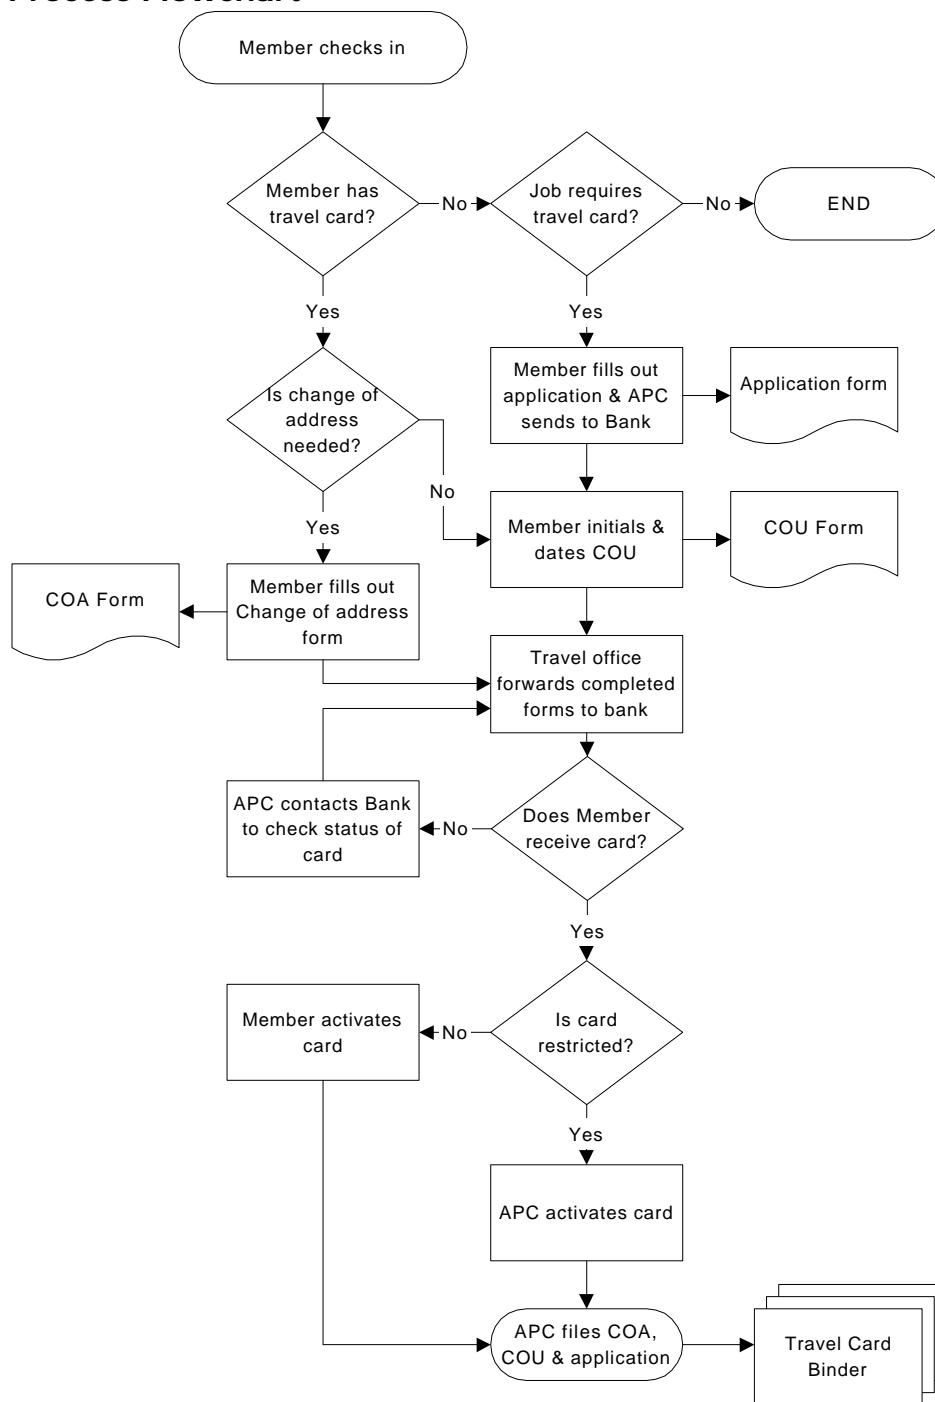 Process Flowchart
Member checks in
Member has
travel card?
No
Job requires
travel card?
No
END
Yes
Yes
Is change of
address
needed?
Member fills out
application & APC
sends to Bank
Application form
No
Yes
Member initials &
dates COU
COU Form
COA Form
Member fills out
Change of address
form
Travel office
forwards completed
forms to bank
APC contacts Bank
to check status of
card
No
Does Member
receive card?
Yes
Member activates
card
No
Is card
restricted?
Yes
APC activates card
APC files COA,
COU & application
Travel Card
Binder